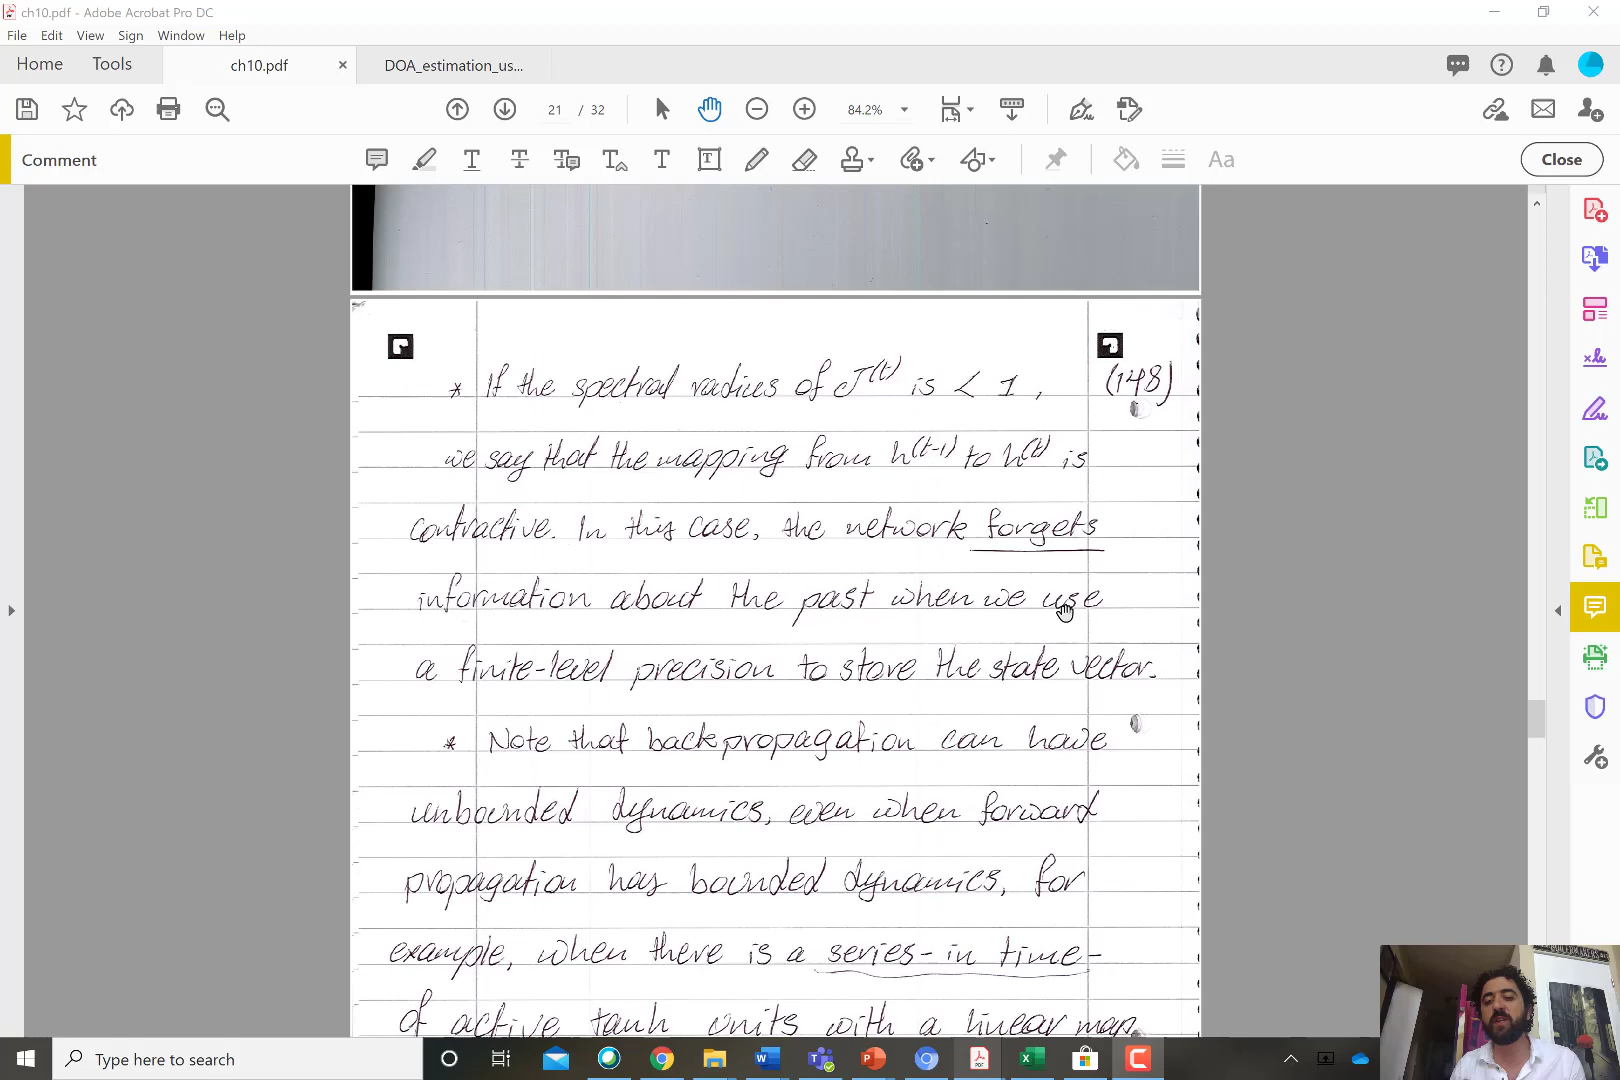 ch10.pdf - Adobe Acrobat Pro DC
File Edit View Sign Window Help
Home Tools ch10.pdf × DOA_estimation_us...
21 / 32 84.2%
Comment Close
* If the spectral radius of J^(t) is < 1, (148)
we say that the mapping from h^(t-1) to h^(t) is
contractive. In this case, the network forgets
information about the past when we use
a finite-level precision to store the state vector.
* Note that backpropagation can have
unbounded dynamics, even when forward
propagation has bounded dynamics, for
example, when there is a series - in time -
of active tanh units with a linear map
Type here to search